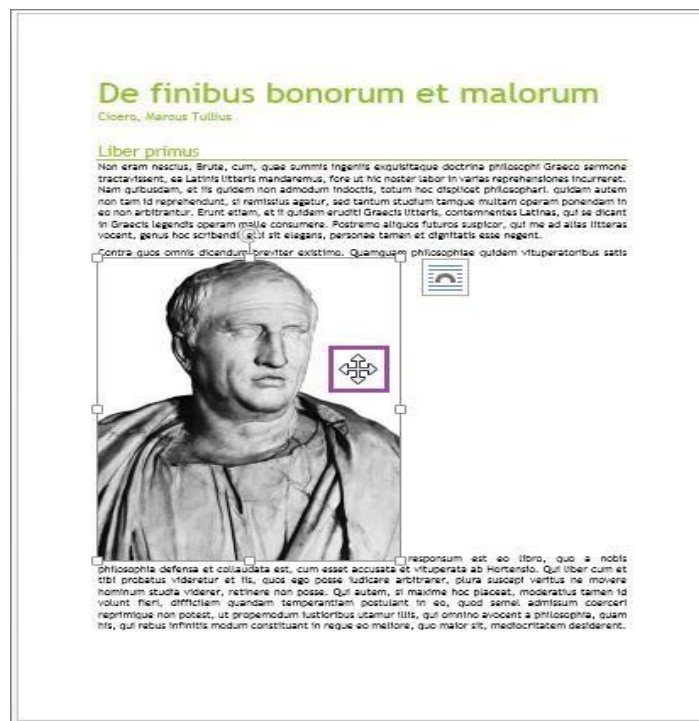 De finibus bonorum et malorum
Cicero, Marcus Tullius
Liber primus
Non eram nescius, Brute, cum, quae summis ingeniis exquisitaque doctrina philosophi Graeco sermone
tractavissent, ea Latinis litteris mandaremus, fore ut hic noster labor in varias reprehensiones incurreret.
Nam quibusdam, et iis quidem non admodum indoctis, totum hoc displicet philosophari. quidam autem
non tam id reprehendunt, si remissius agatur, sed tantum studium tamque multam operam ponendam in
eo non arbitrantur. Erunt etiam, et ii quidem eruditi Graecis litteris, contemnentes Latinas, qui se dicant
in Graecis legendis operam malle consumere. Postremo aliquos futuros suspicor, qui me ad alias litteras
vocent, genus hoc scribendi, etsi sit elegans, personae tamen et dignitatis esse negent.
Contra quos omnis dicendum breviter existimo. Quamquam philosophiae quidem vituperatoribus satis
responsum est eo libro, quo a nobis
philosophia defensa et collaudata est, cum esset accusata et vituperata ab Hortensio. Qui liber cum et
tibi probatus videretur et iis, quos ego posse iudicare arbitrarer, plura suscepi veritus ne movere
hominum studia viderer, retinere non posse. Qui autem, si maxime hoc placeat, moderatius tamen id
volunt fieri, difficilem quandam temperantiam postulant in eo, quod semel admissum coerceri
reprimique non potest, ut propemodum iustioribus utamur illis, qui omnino avocent a philosophia, quam
his, qui rebus infinitis modum constituant in reque eo meliore, quo maior sit, mediocritatem desiderent.